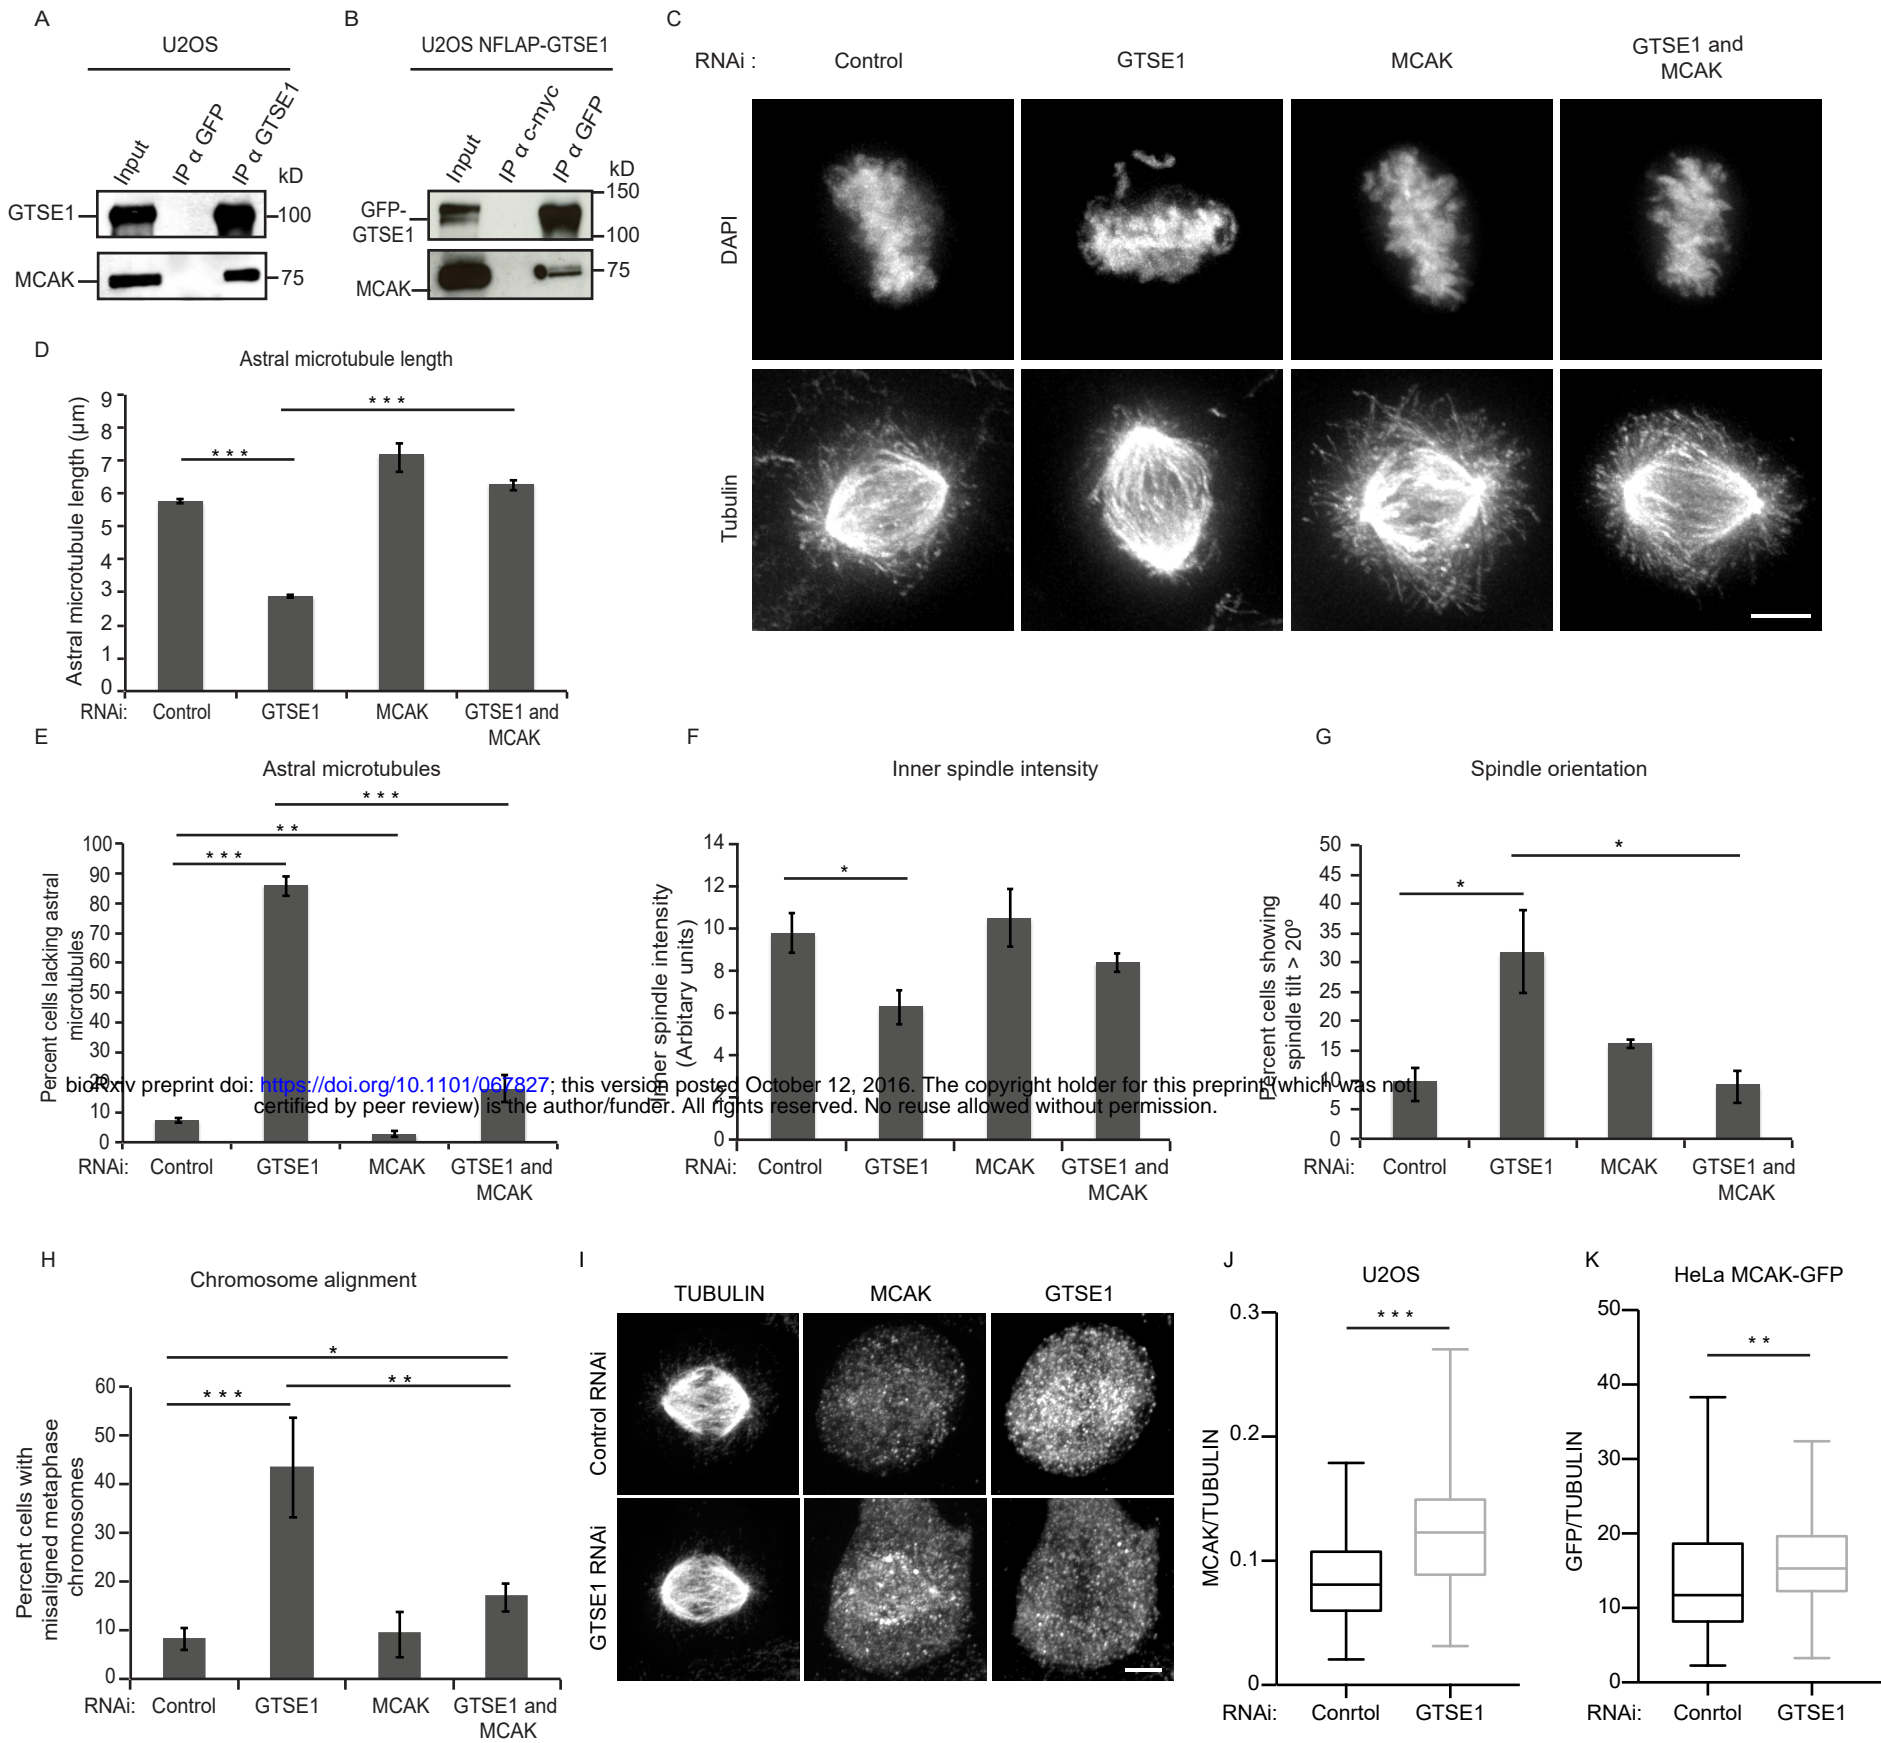 A
U2OS
Input
IP α GFP
IP α GTSE1
kD
GTSE1
100
MCAK
75
B
U2OS NFLAP-GTSE1
Input
IP α c-myc
IP α GFP
kD
150
GFP-
GTSE1
100
75
MCAK
C
RNAi :
Control
GTSE1
MCAK
GTSE1 and
MCAK
DAPI
Tubulin
D
Astral microtubule length
* * *
* * *
Astral microtubule length (μm)
9
8
7
6
5
4
3
2
1
0
RNAi:
Control
GTSE1
MCAK
GTSE1 and
MCAK
E
Astral microtubules
* * *
* *
* * *
Percent cells lacking astral
microtubules
100
90
80
70
60
50
40
30
20
10
0
RNAi:
Control
GTSE1
MCAK
GTSE1 and
MCAK
F
Inner spindle intensity
*
Inner spindle intensity
(Arbitary units)
14
12
10
8
6
4
2
0
RNAi:
Control
GTSE1
MCAK
GTSE1 and
MCAK
G
Spindle orientation
*
*
Percent cells showing
spindle tilt > 20º
50
45
40
35
30
25
20
15
10
5
0
RNAi:
Control
GTSE1
MCAK
GTSE1 and
MCAK
bioRxiv preprint doi: https://doi.org/10.1101/067827; this version posted October 12, 2016. The copyright holder for this preprint (which was not
certified by peer review) is the author/funder. All rights reserved. No reuse allowed without permission.
H
Chromosome alignment
*
* *
* * *
Percent cells with
misaligned metaphase
chromosomes
60
50
40
30
20
10
0
RNAi:
Control
GTSE1
MCAK
GTSE1 and
MCAK
I
TUBULIN
MCAK
GTSE1
Control RNAi
GTSE1 RNAi
J
U2OS
* * *
MCAK/TUBULIN
0.3
0.2
0.1
0
RNAi:
Conrtol
GTSE1
K
HeLa MCAK-GFP
* *
GFP/TUBULIN
50
40
30
20
10
0
RNAi:
Conrtol
GTSE1